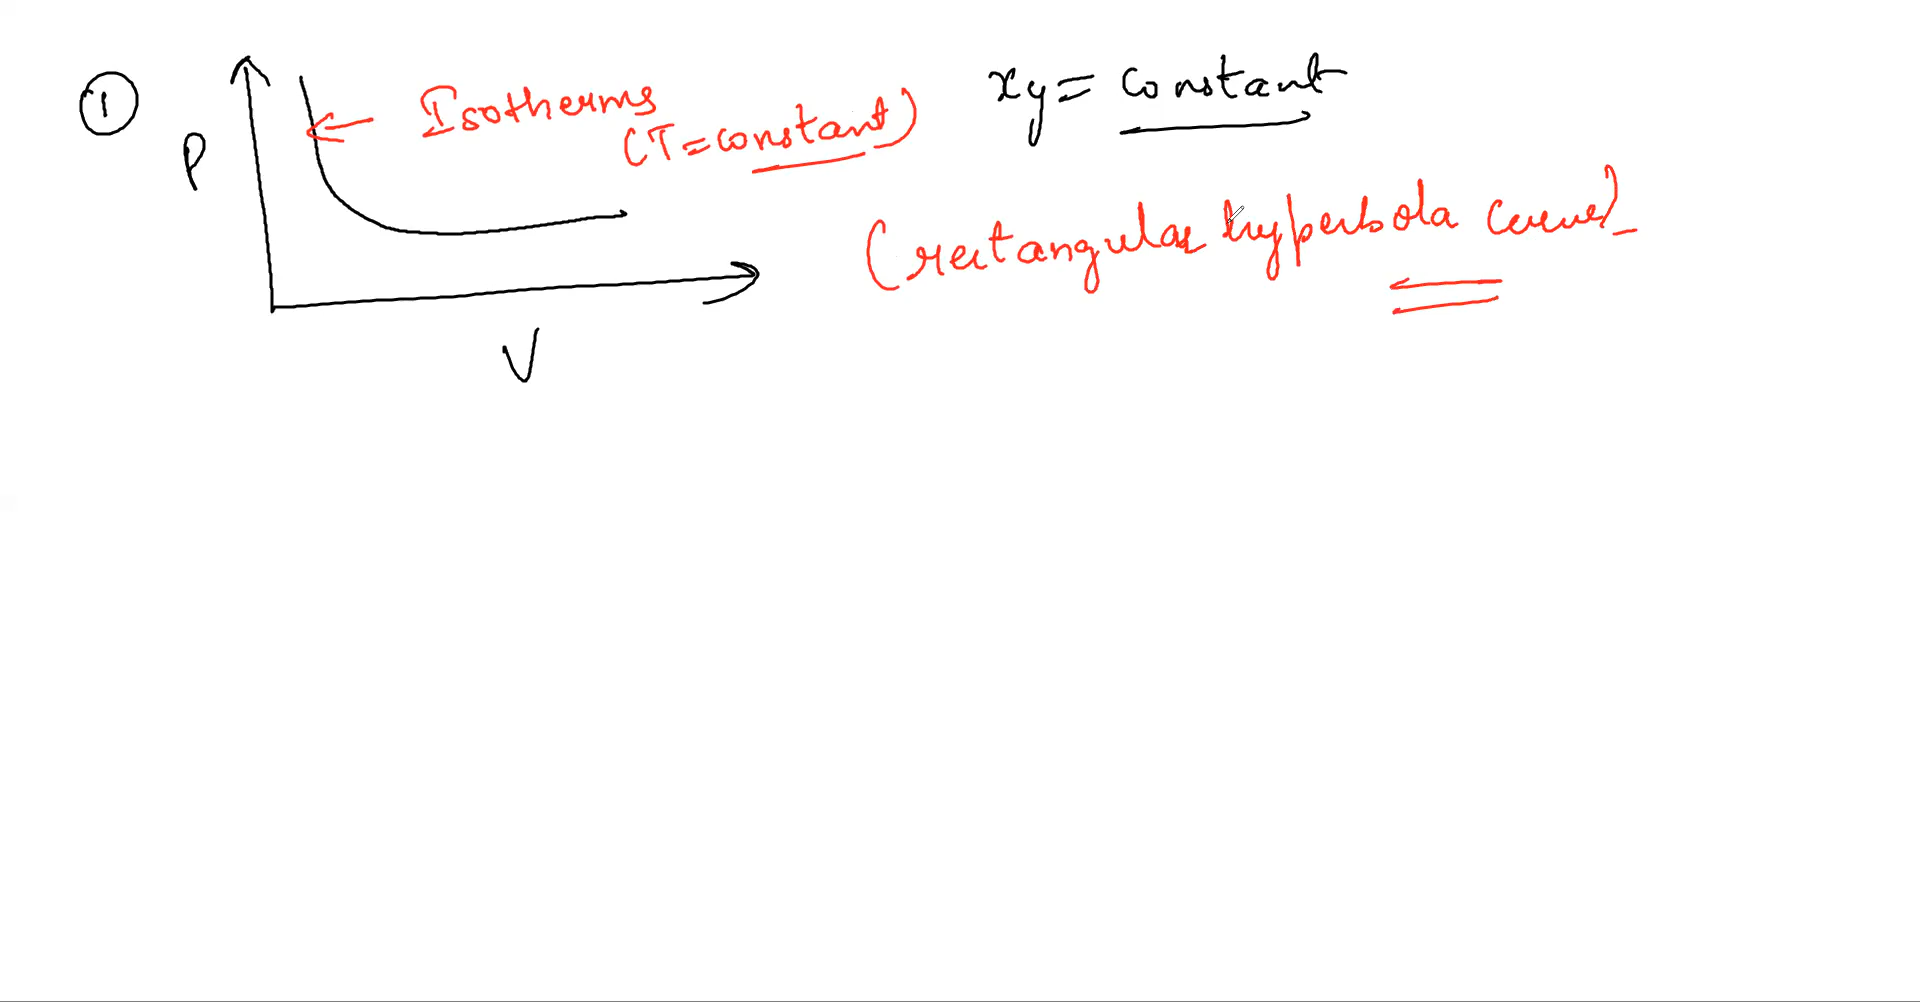 ①
P
Isotherms
(T = constant)
xy = constant
(rectangular hyperbola curve)
V